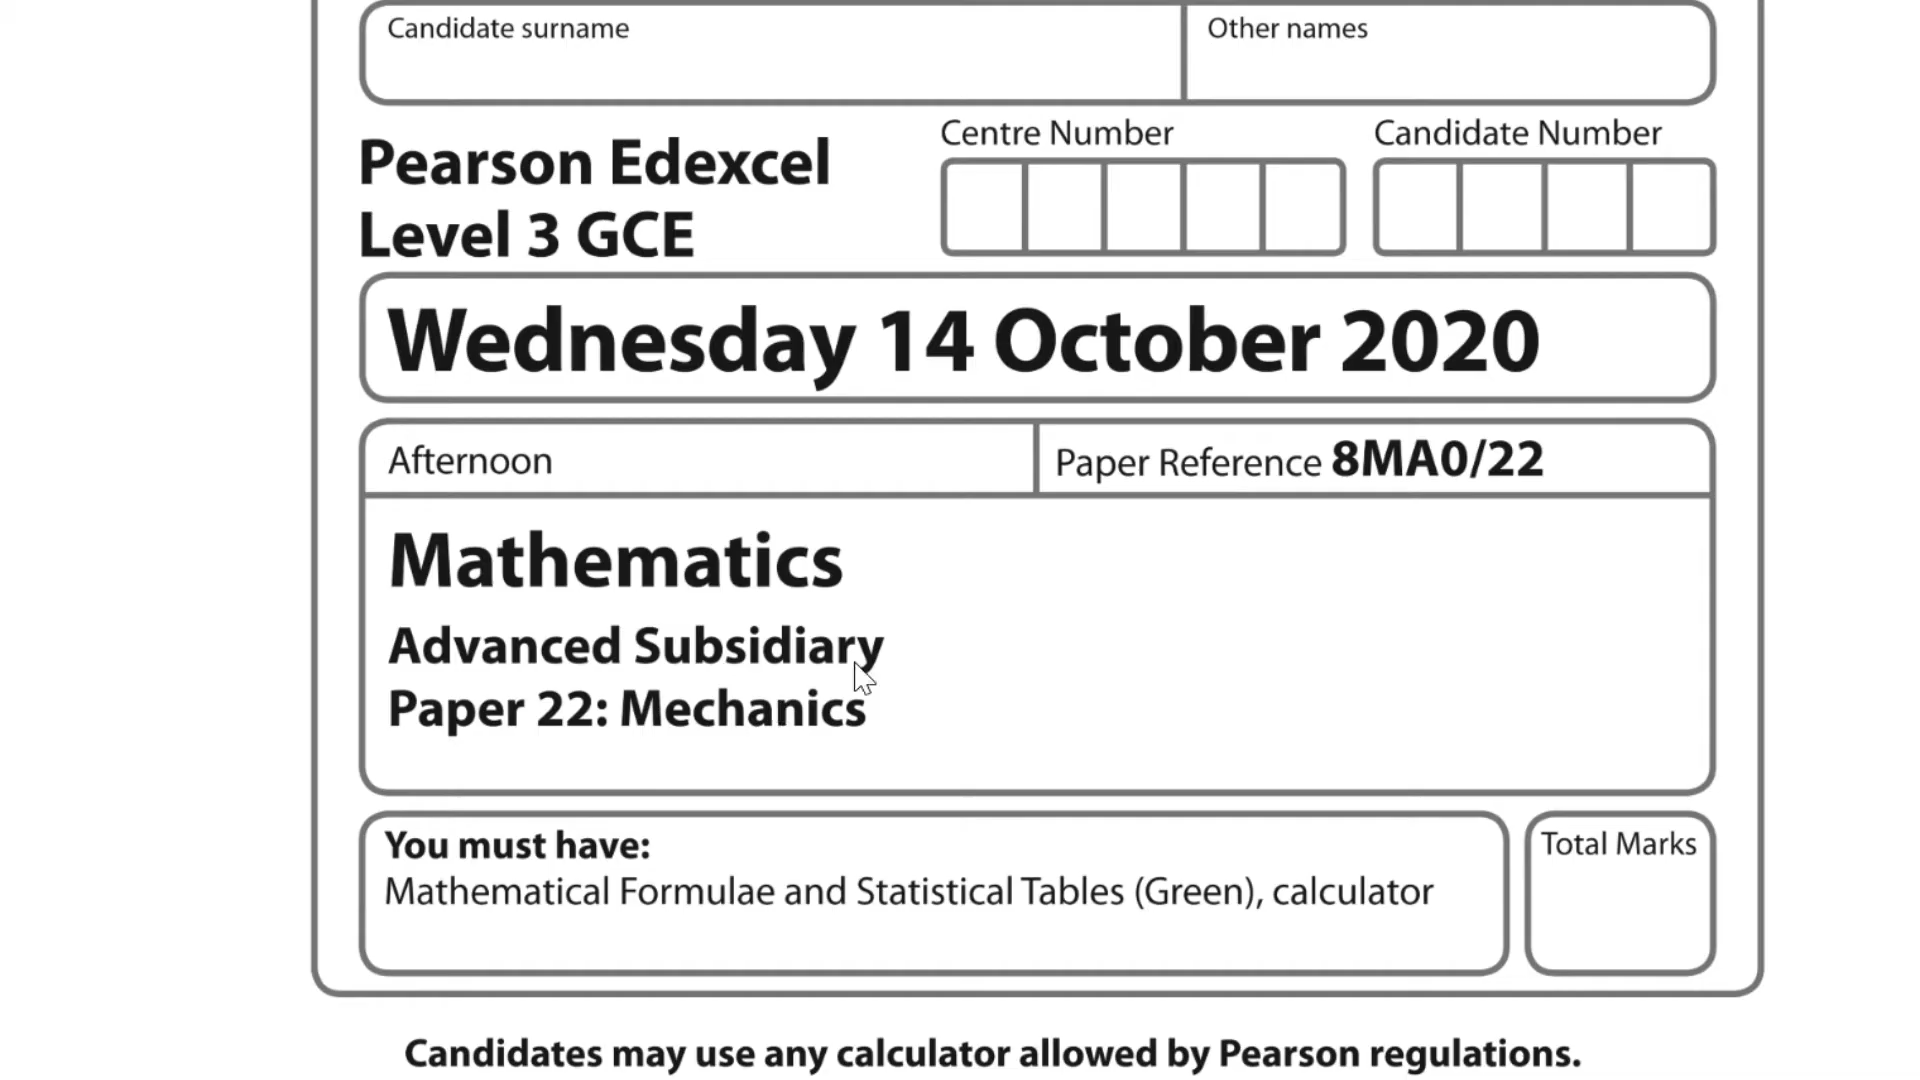 Candidate surname
Other names
Pearson Edexcel
Level 3 GCE
Centre Number
Candidate Number
Wednesday 14 October 2020
Afternoon
Paper Reference 8MA0/22
Mathematics
Advanced Subsidiary
Paper 22: Mechanics
You must have:
Mathematical Formulae and Statistical Tables (Green), calculator
Total Marks
Candidates may use any calculator allowed by Pearson regulations.